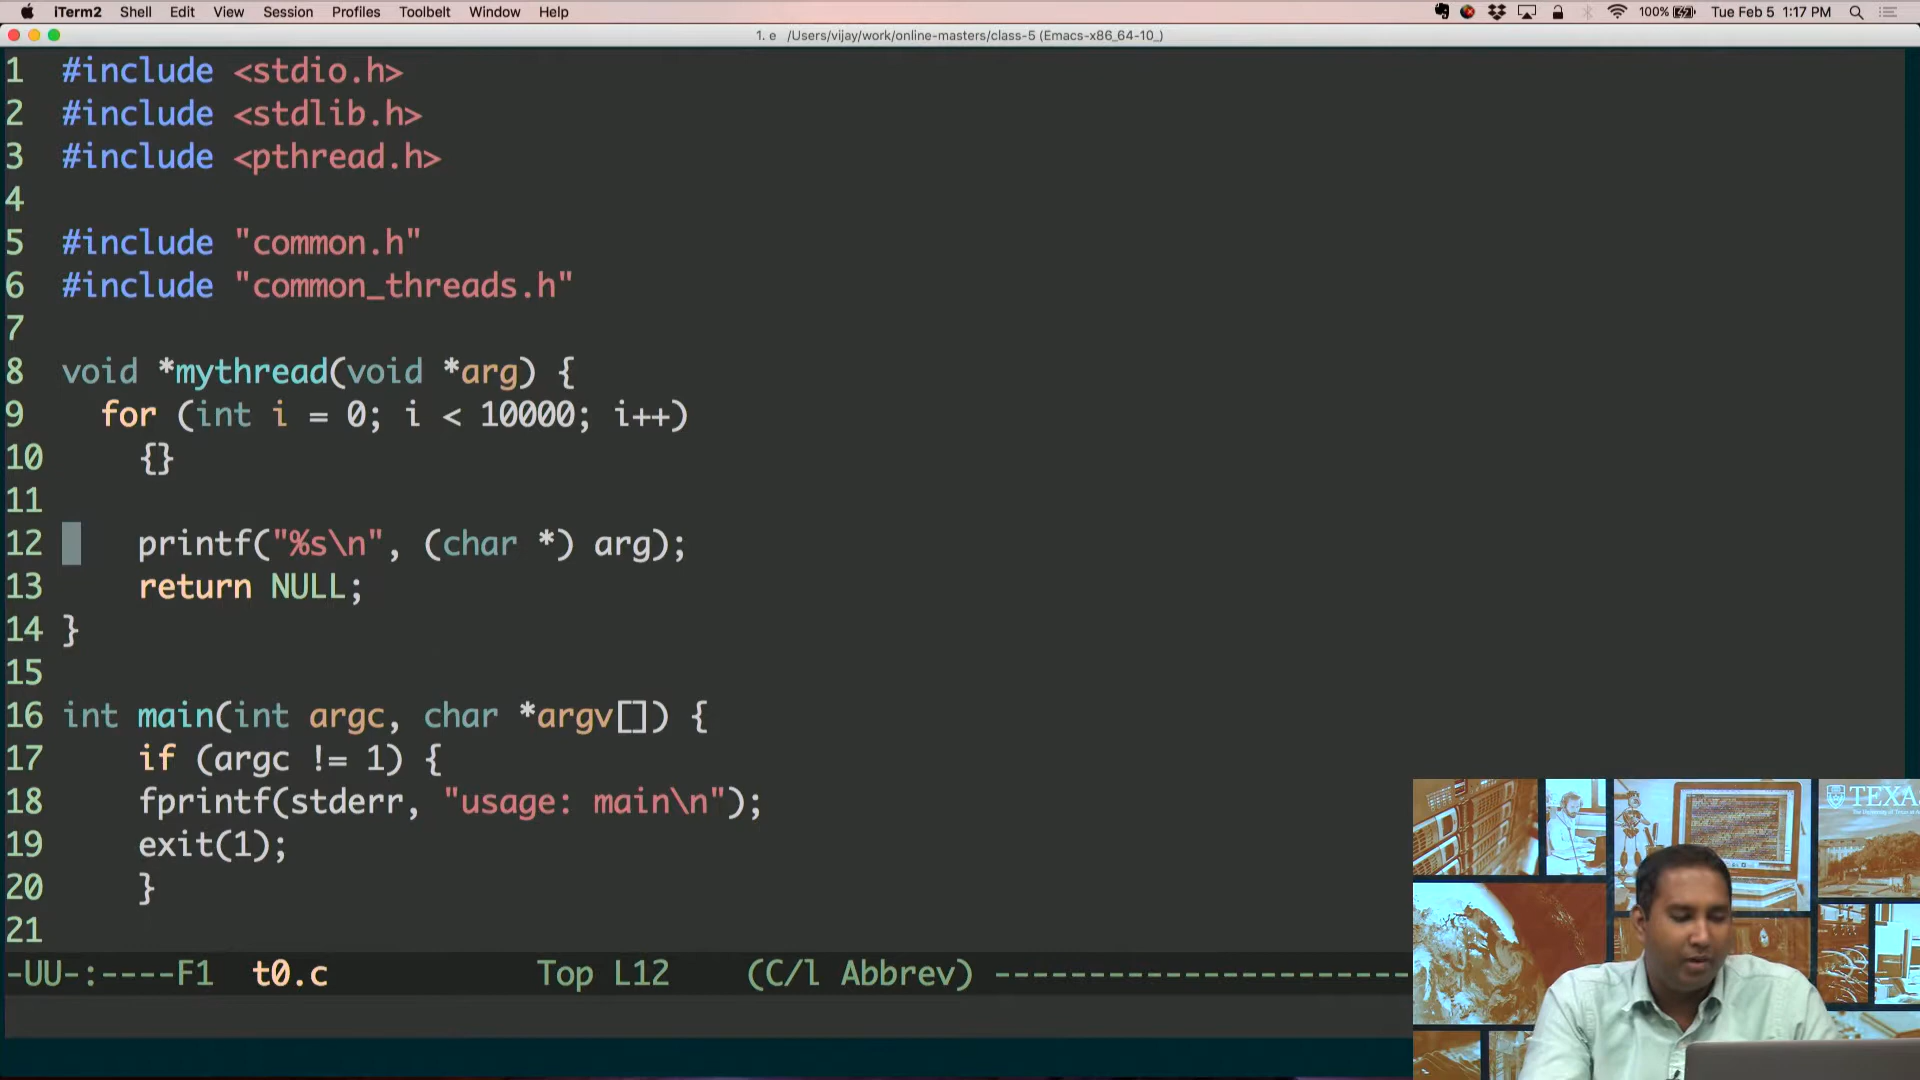 iTerm2 Shell Edit View Session Profiles Toolbelt Window Help 100% Tue Feb 5 1:17 PM
1. e /Users/vijay/work/online-masters/class-5 (Emacs-x86_64-10_)
1 #include <stdio.h>
2 #include <stdlib.h>
3 #include <pthread.h>
4
5 #include "common.h"
6 #include "common_threads.h"
7
8 void *mythread(void *arg) {
9 for (int i = 0; i < 10000; i++)
10 {}
11
12 printf("%s\n", (char *) arg);
13 return NULL;
14 }
15
16 int main(int argc, char *argv[]) {
17 if (argc != 1) {
18 fprintf(stderr, "usage: main\n");
19 exit(1);
20 }
21
-UU-:----F1 t0.c Top L12 (C/l Abbrev) ----------------------
TEXAS